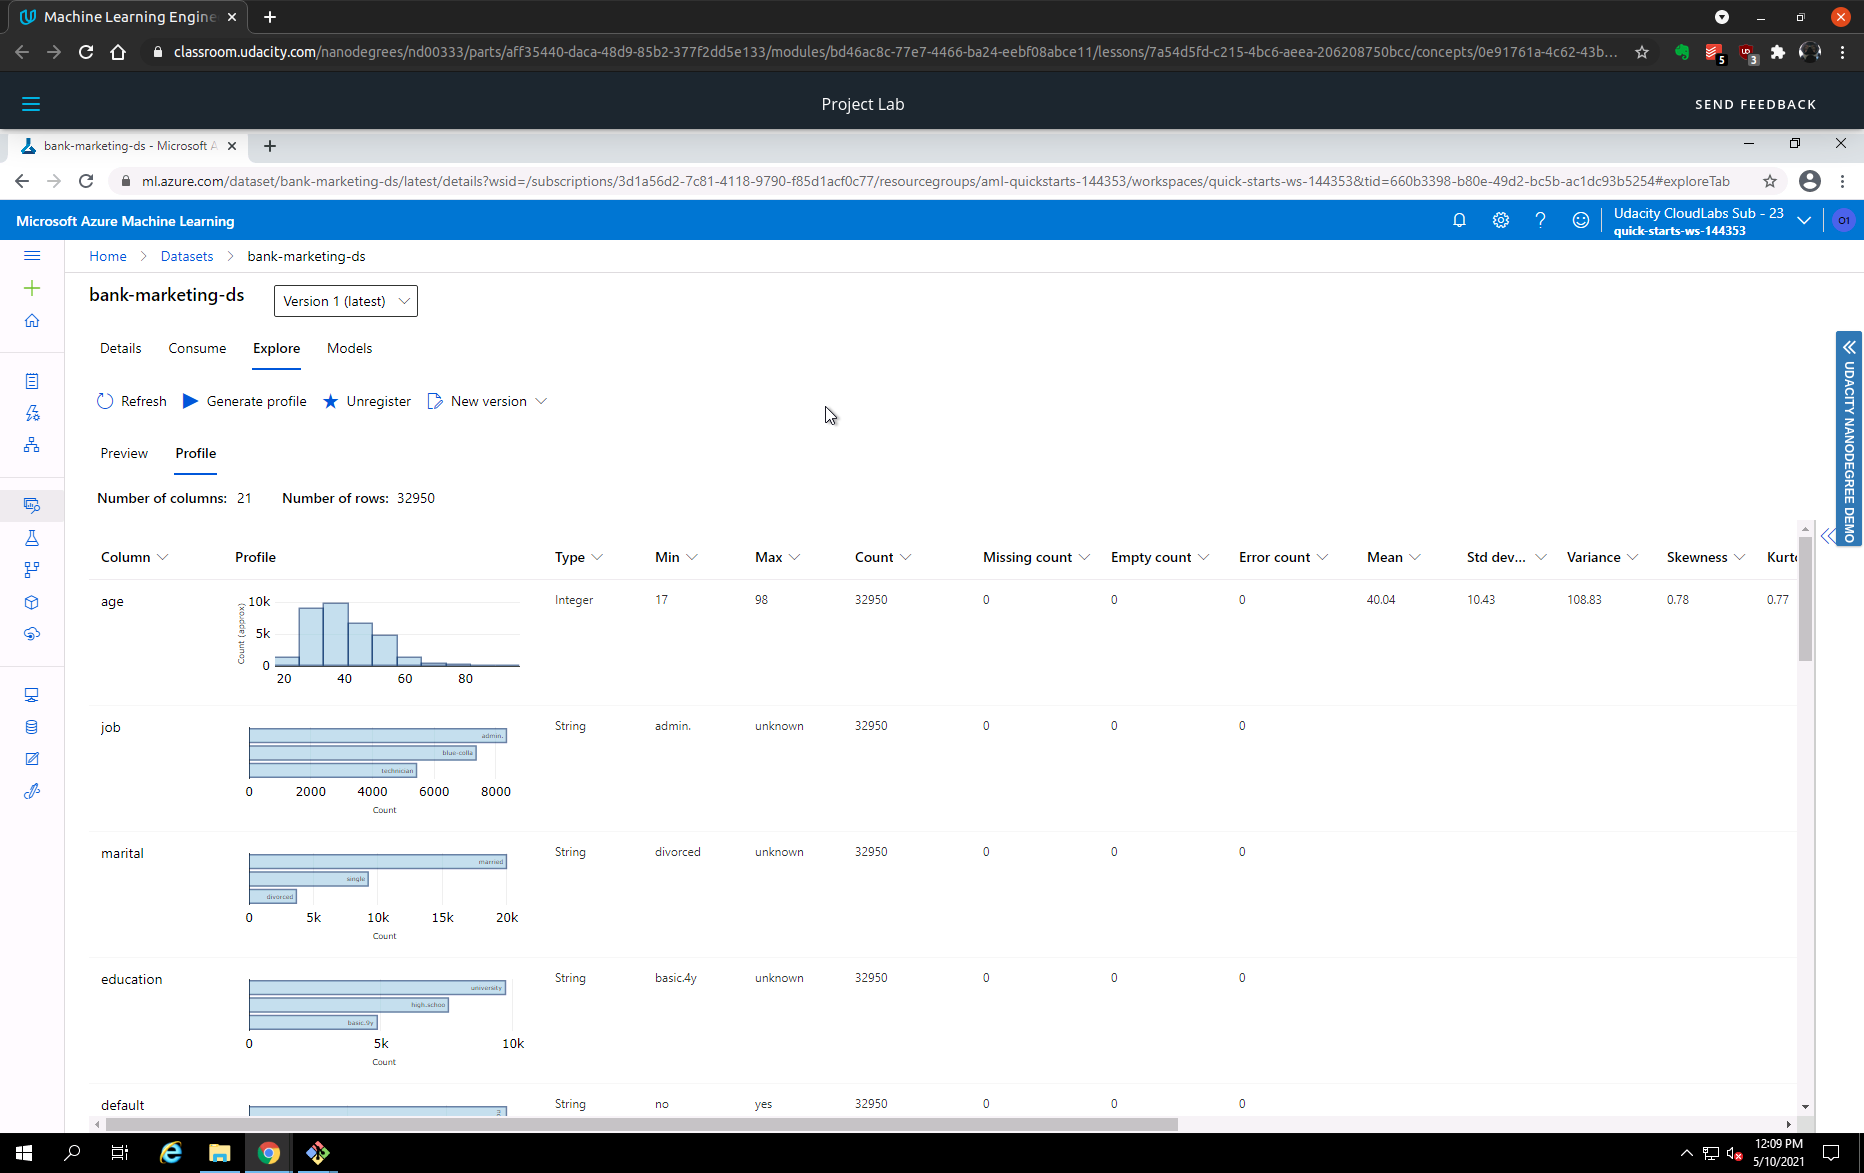 Machine Learning Engine
classroom.udacity.com/nanodegrees/nd00333/parts/aff35440-daca-48d9-85b2-377f2dd5e133/modules/bd46ac8c-77e7-4466-ba24-eebf08abce11/lessons/7a54d5fd-c215-4bc6-aeea-206208750bcc/concepts/0e91761a-4c62-43b...
5
3
Project Lab
SEND FEEDBACK
bank-marketing-ds - Microsoft A
ml.azure.com/dataset/bank-marketing-ds/latest/details?wsid=/subscriptions/3d1a56d2-7c81-4118-9790-f85d1acf0c77/resourcegroups/aml-quickstarts-144353/workspaces/quick-starts-ws-144353&tid=660b3398-b80e-49d2-bc5b-ac1dc93b5254#exploreTab
Microsoft Azure Machine Learning
Udacity CloudLabs Sub - 23
quick-starts-ws-144353
O1
Home > Datasets > bank-marketing-ds
bank-marketing-ds
Version 1 (latest)
Details Consume Explore Models
Refresh Generate profile Unregister New version
Preview Profile
Number of columns: 21 Number of rows: 32950
UDACITY NANODEGREE DEMO
Column Profile Type Min Max Count Missing count Empty count Error count Mean Std dev... Variance Skewness Kurto
age Integer 17 98 32950 0 0 0 40.04 10.43 108.83 0.78 0.77
Count (approx)
10k
5k
0
20 40 60 80
job String admin. unknown 32950 0 0 0
admin.
blue-colla
technician
0 2000 4000 6000 8000
Count
marital String divorced unknown 32950 0 0 0
married
single
divorced
0 5k 10k 15k 20k
Count
education String basic.4y unknown 32950 0 0 0
university
high.schoo
basic.9y
0 5k 10k
Count
default String no yes 32950 0 0 0
12:09 PM
5/10/2021